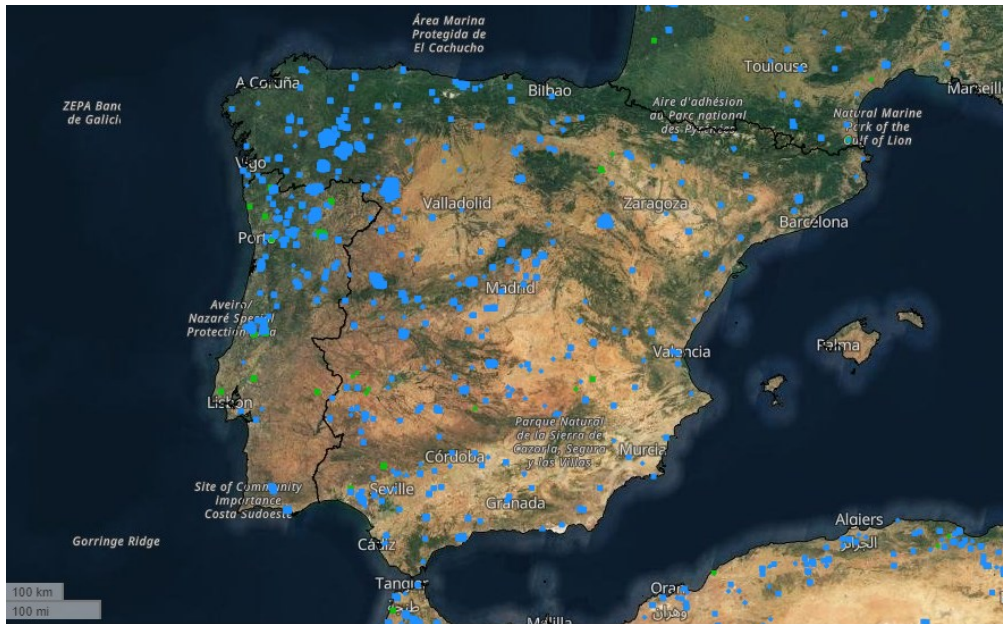 Área Marina
Protegida de
El Cachucho
Toulouse
A Coruña
Bilbao
Marseill
ZEPA Banc
de Galici
Aire d'adhésion
au Parc national
des Pyrénées
Natural Marine
Park of the
Gulf of Lion
Vigo
Valladolid
Zaragoza
Barcelona
Port
Madrid
Aveiro/
Nazaré Special
Protection
Valencia
Palma
Lisbon
Parque Natural
de la Sierra de
Cazorla, Segura
y las Villas
Murcia
Córdoba
Site of Community
Importance
Costa Sudoeste
Seville
Granada
Gorringe Ridge
Cádiz
Algiers
الجزائر
Tangier
طنجة
Oran
وهران
Melilla
100 km
100 mi